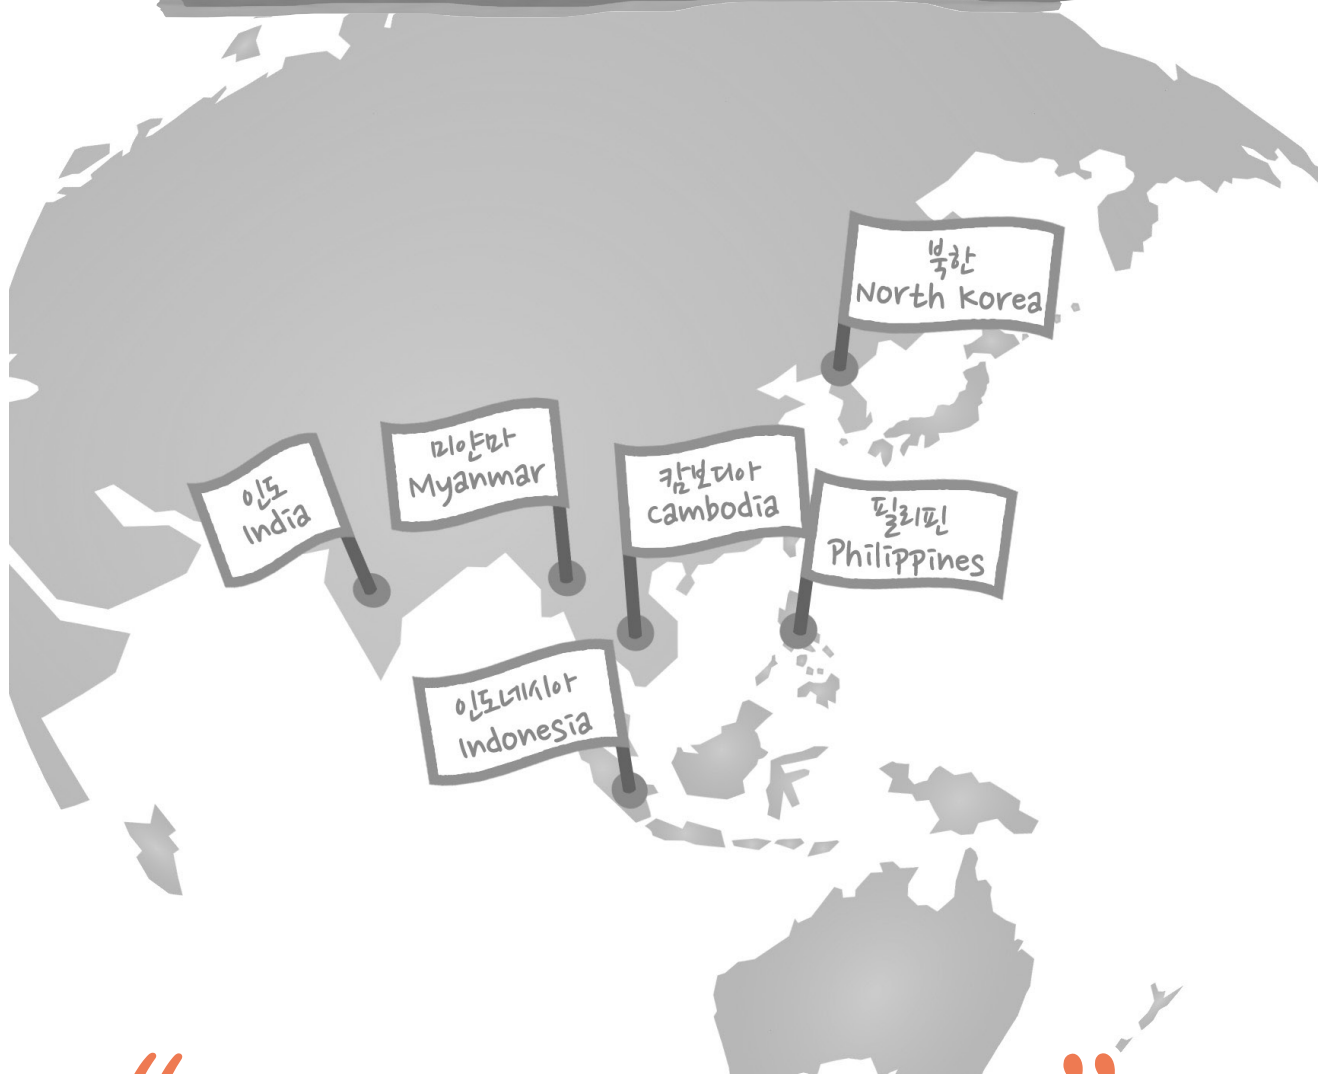 북한
North Korea
미얀마
Myanmar
인도
India
캄보디아
cambodia
필리핀
Philippines
인도네시아
Indonesia
“ ”